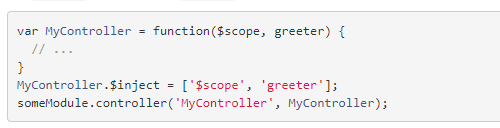 var MyController = function($scope, greeter) {
  // ...
}
MyController.$inject = ['$scope', 'greeter'];
someModule.controller('MyController', MyController);